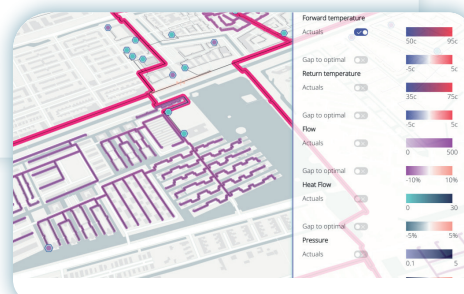 Forward temperature
Actuals
50c 95c
Gap to optimal
-5c 5c
Return temperature
Actuals
35c 75c
Gap to optimal
-5c 5c
Flow
Actuals
0 500
Gap to optimal
-10% 10%
Heat Flow
Actuals
0 30
Gap to optimal
-5% 5%
Pressure
Actuals
0.1 5